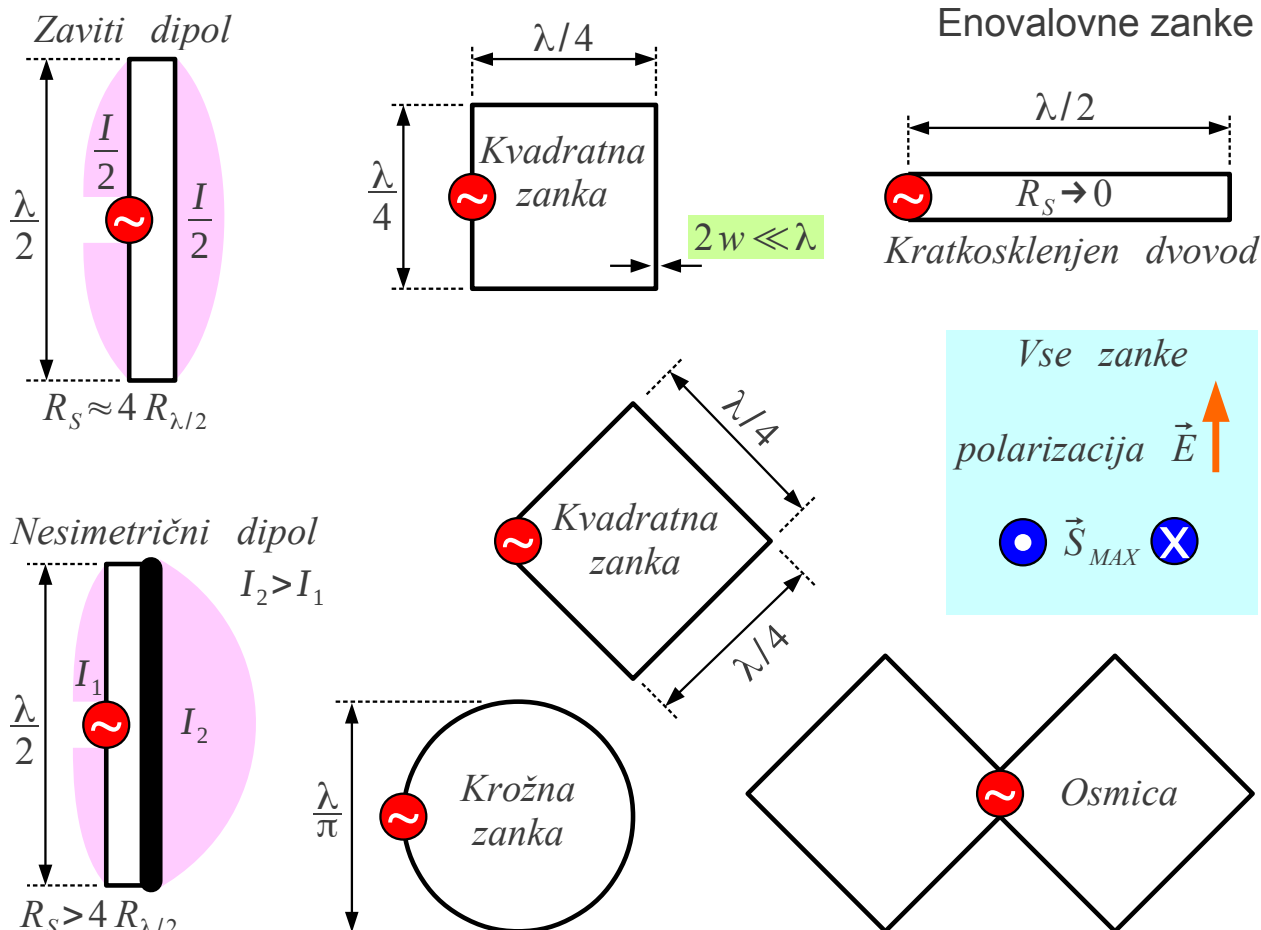 Enovalovne zanke
Zaviti dipol
λ/2
I/2
~
I/2
R_S≈4 R_λ/2
λ/4
λ/4
Kvadratna
zanka
~
2w≪λ
λ/2
~
R_S→0
Kratkosklenjen dvovod
λ/4
Kvadratna
zanka
~
λ/4
Vse zanke
polarizacija E⃗
S⃗_MAX
X
Nesimetrični dipol
I_2>I_1
λ/2
I_1
~
I_2
R_S>4 R_λ/2
λ/π
~
Krožna
zanka
~
Osmica